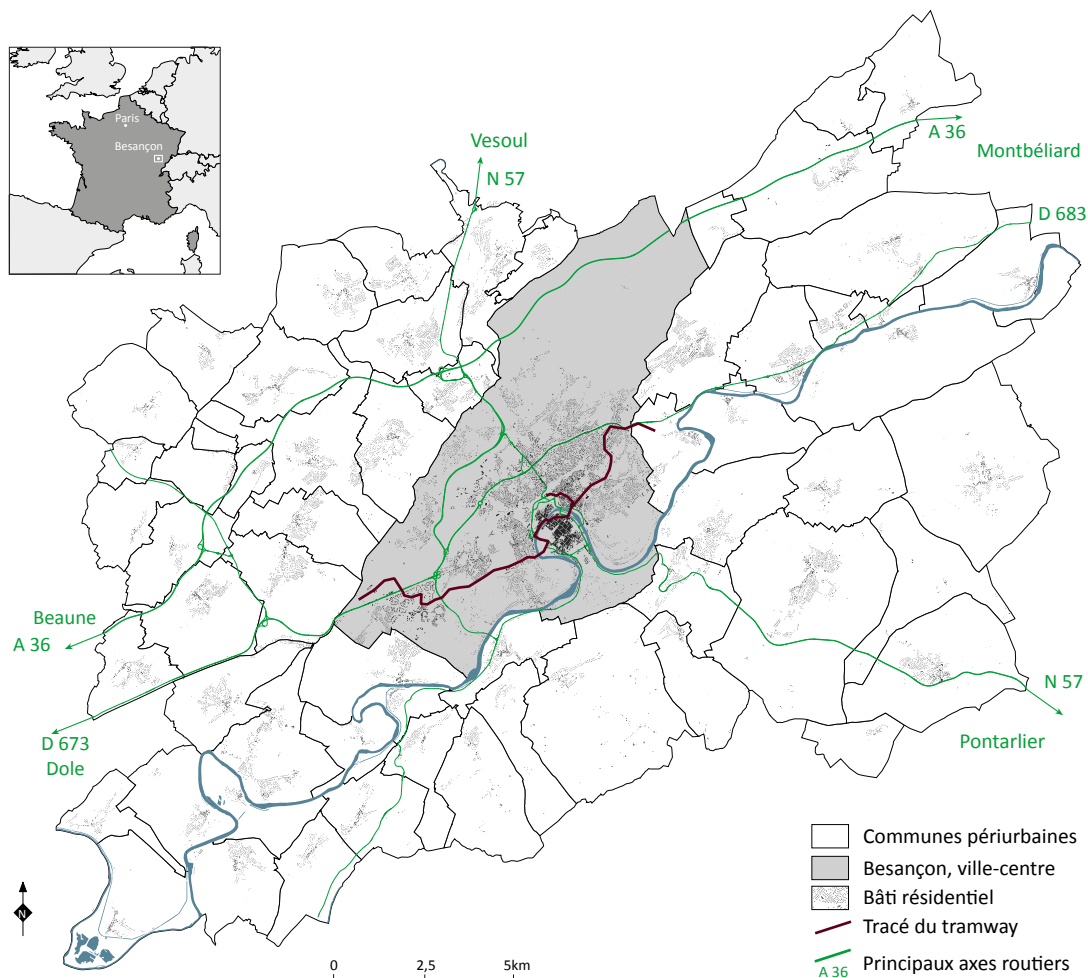 Paris
Besançon
Vesoul
N 57
A 36
Montbéliard
D 683
Beaune
A 36
D 673
Dole
N 57
Pontarlier
Communes périurbaines
Besançon, ville-centre
Bâti résidentiel
Tracé du tramway
A 36 Principaux axes routiers
N
0 2,5 5km